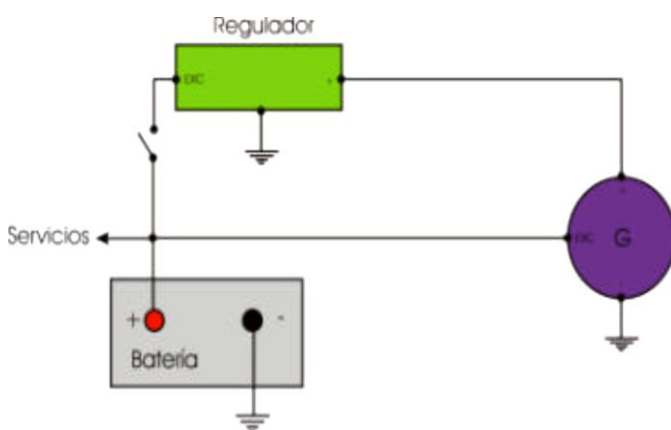 Regulador
EXC +
+
Servicios
EXC G
-
+ -
Batería